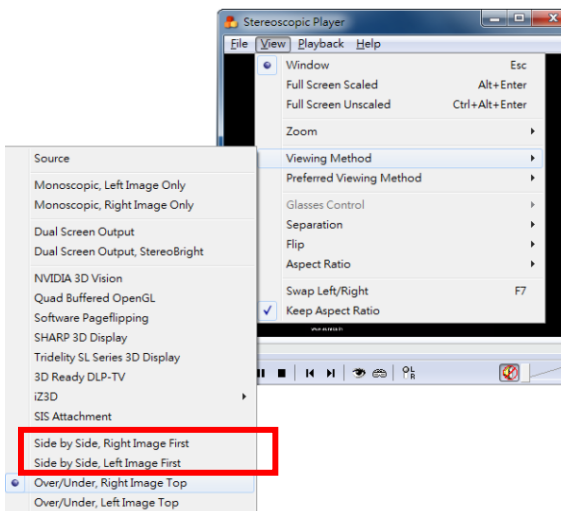 Stereoscopic Player
File View Playback Help
Window Esc
Full Screen Scaled Alt+Enter
Full Screen Unscaled Ctrl+Alt+Enter
Zoom
Viewing Method
Preferred Viewing Method
Glasses Control
Separation
Flip
Aspect Ratio
Swap Left/Right F7
Keep Aspect Ratio
Source
Monoscopic, Left Image Only
Monoscopic, Right Image Only
Dual Screen Output
Dual Screen Output, StereoBright
NVIDIA 3D Vision
Quad Buffered OpenGL
Software Pageflipping
SHARP 3D Display
Tridelity SL Series 3D Display
3D Ready DLP-TV
iZ3D
SIS Attachment
Side by Side, Right Image First
Side by Side, Left Image First
Over/Under, Right Image Top
Over/Under, Left Image Top
L
R